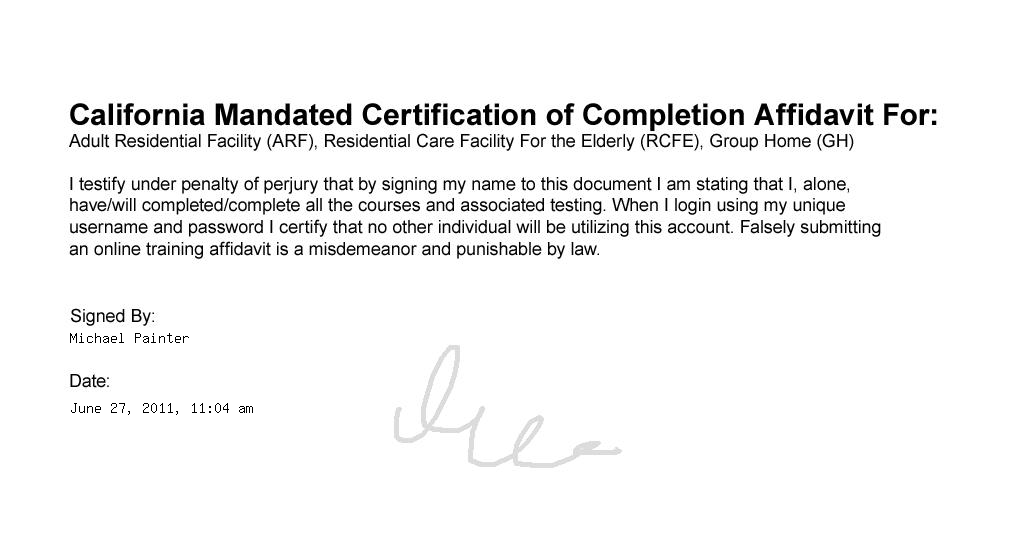 California Mandated Certification of Completion Affidavit For:
Adult Residential Facility (ARF), Residential Care Facility For the Elderly (RCFE), Group Home (GH)
I testify under penalty of perjury that by signing my name to this document I am stating that I, alone,
have/will completed/complete all the courses and associated testing. When I login using my unique
username and password I certify that no other individual will be utilizing this account. Falsely submitting
an online training affidavit is a misdemeanor and punishable by law.
Signed By:
Michael Painter
Date:
June 27, 2011, 11:04 am